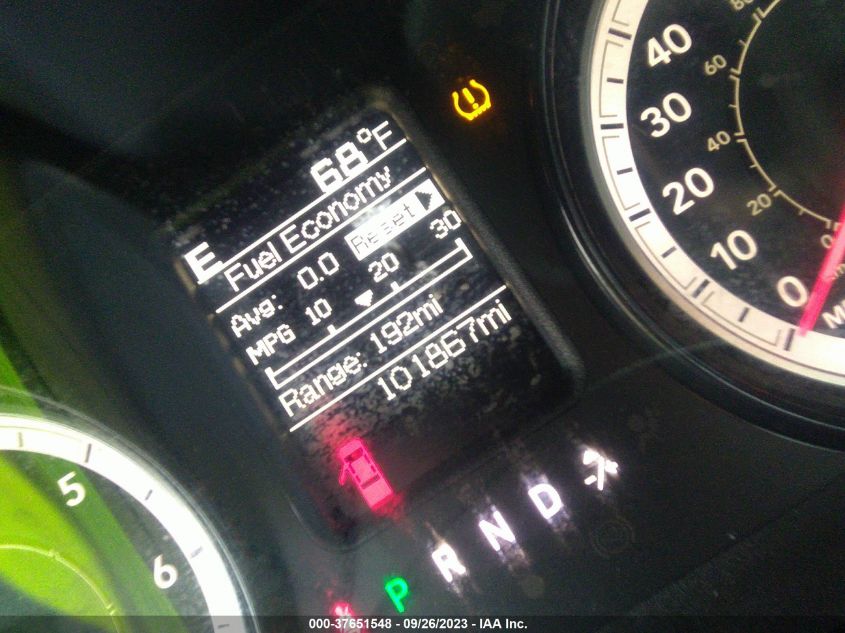 68°F
E
Fuel Economy
Avg: 0.0 Reset
MPG 10 20 30
Range: 192mi
101867mi
P R N D +/-
5
6
40
30
20
10
0
80
60
40
20
0
000-37651548 - 09/26/2023 - IAA Inc.